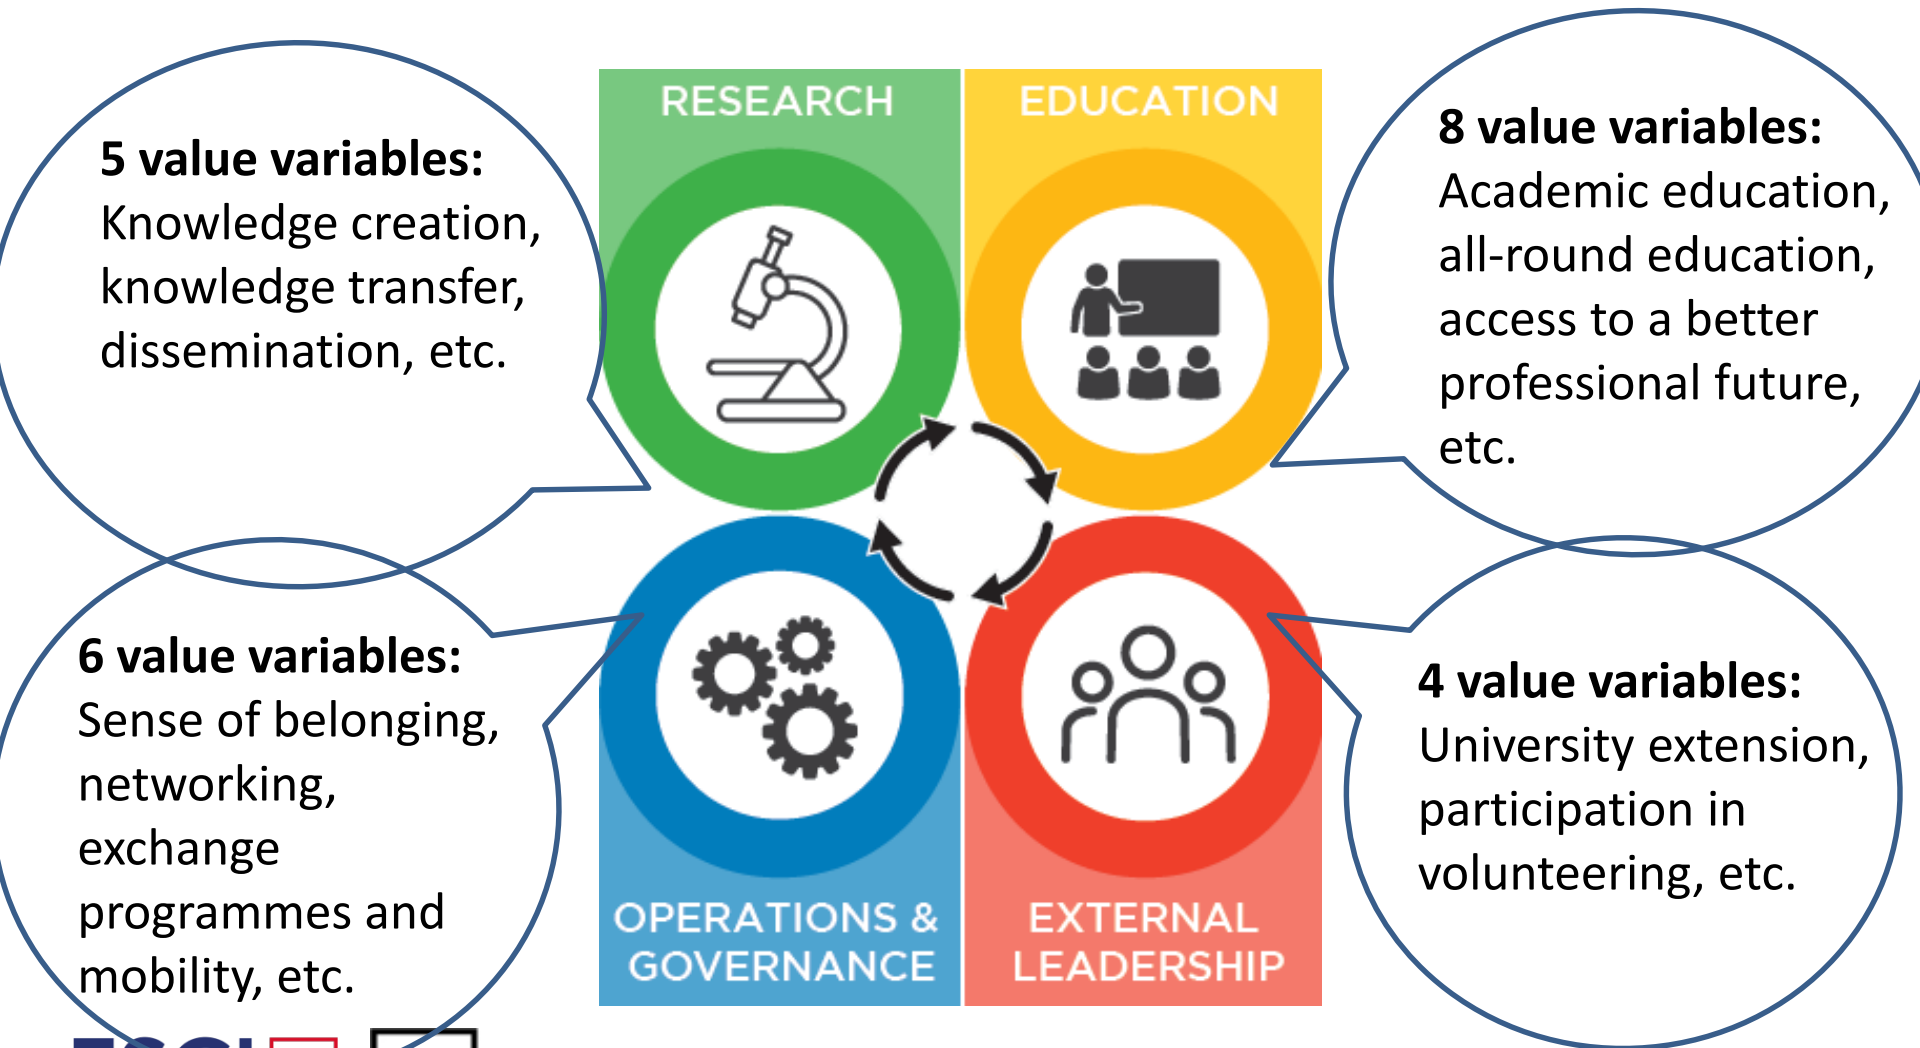 RESEARCH
EDUCATION
5 value variables:
Knowledge creation,
knowledge transfer,
dissemination, etc.
8 value variables:
Academic education,
all-round education,
access to a better
professional future,
etc.
6 value variables:
Sense of belonging,
networking,
exchange
programmes and
mobility, etc.
4 value variables:
University extension,
participation in
volunteering, etc.
OPERATIONS &
GOVERNANCE
EXTERNAL
LEADERSHIP